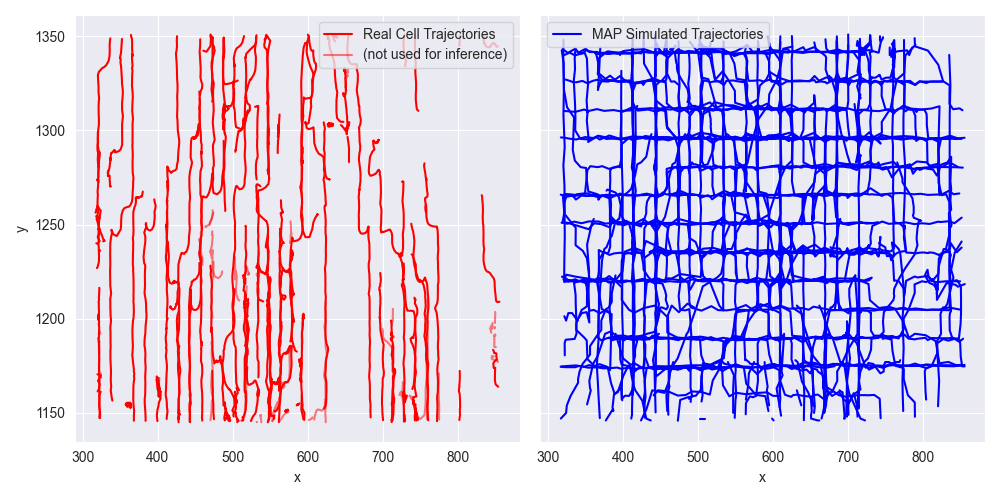 Real Cell Trajectories
(not used for inference)
MAP Simulated Trajectories
y
1350
1300
1250
1200
1150
300 400 500 600 700 800
x
300 400 500 600 700 800
x